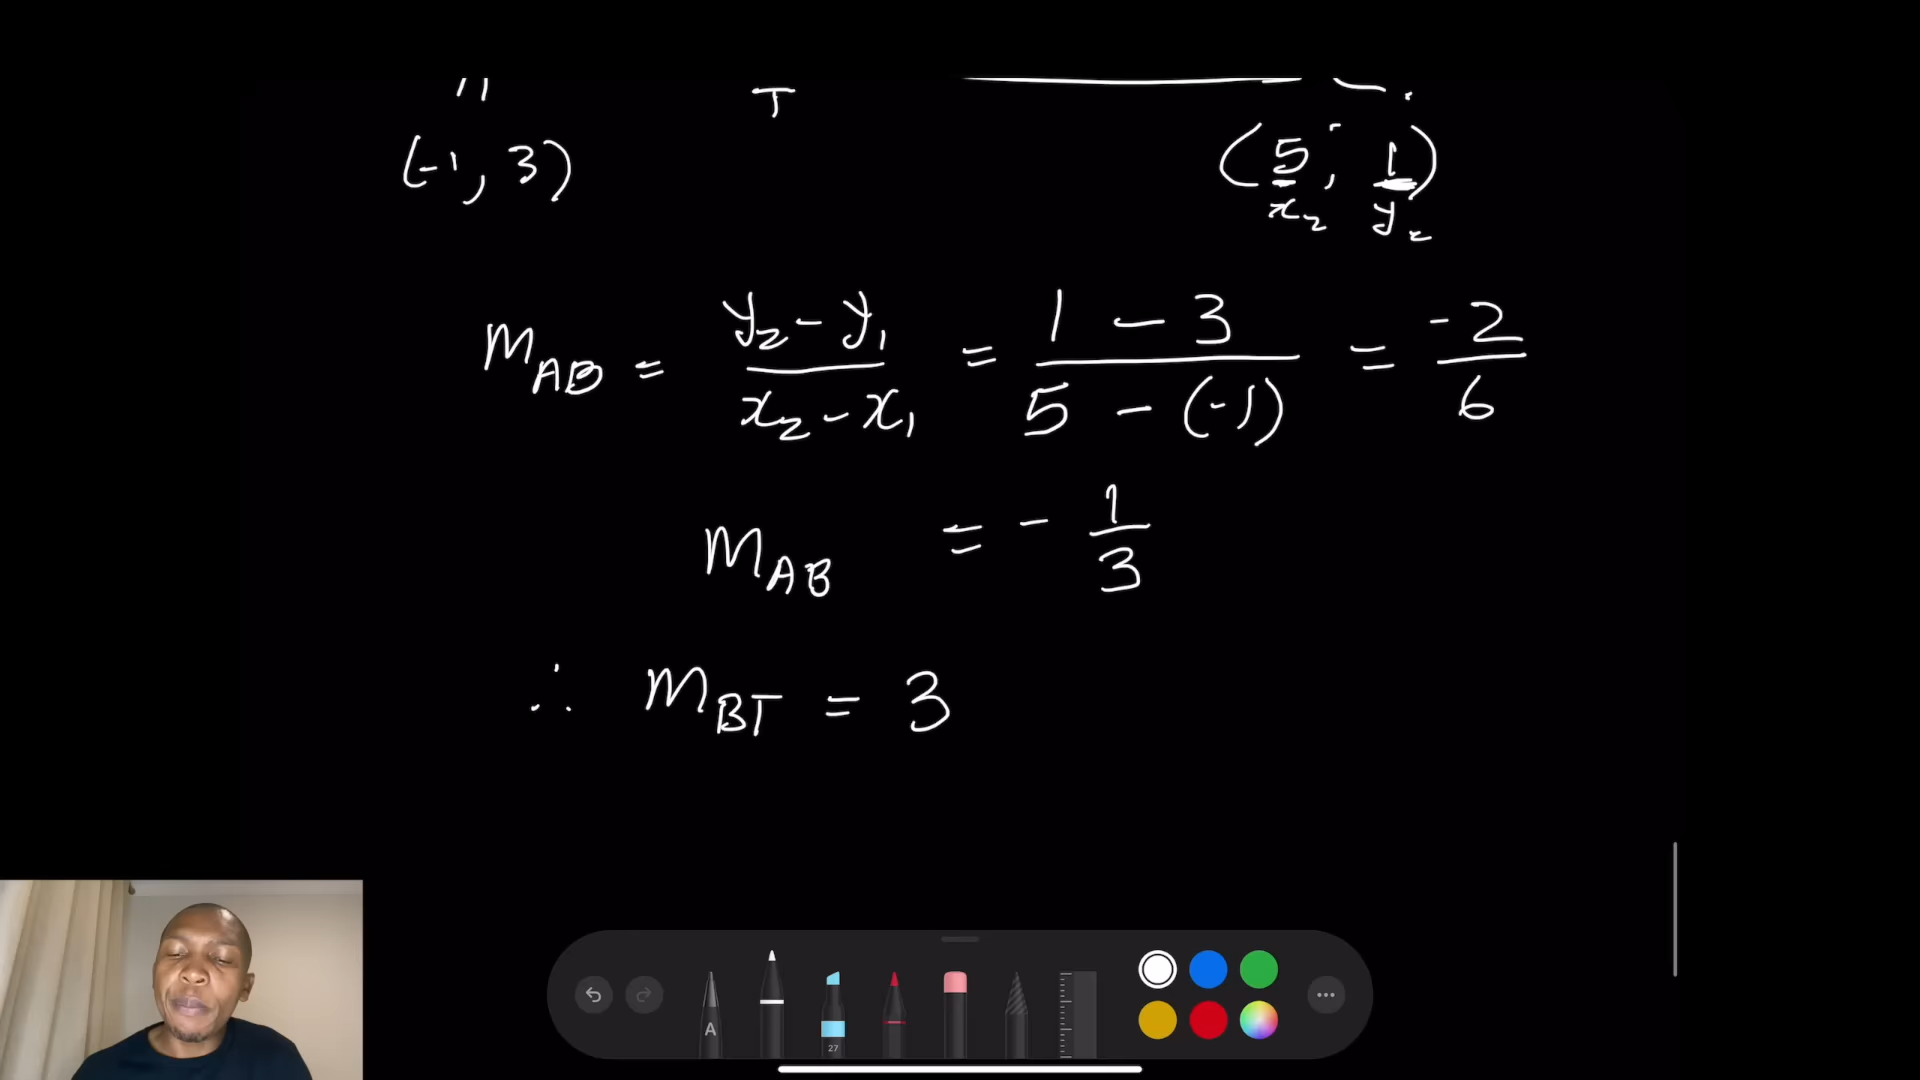 T
(-1, 3)
(5; 1)
x₂ y₂
m_AB = (y₂ - y₁)/(x₂ - x₁) = (1 - 3)/(5 - (-1)) = -2/6
m_AB = - 1/3
∴ m_BT = 3
A
27